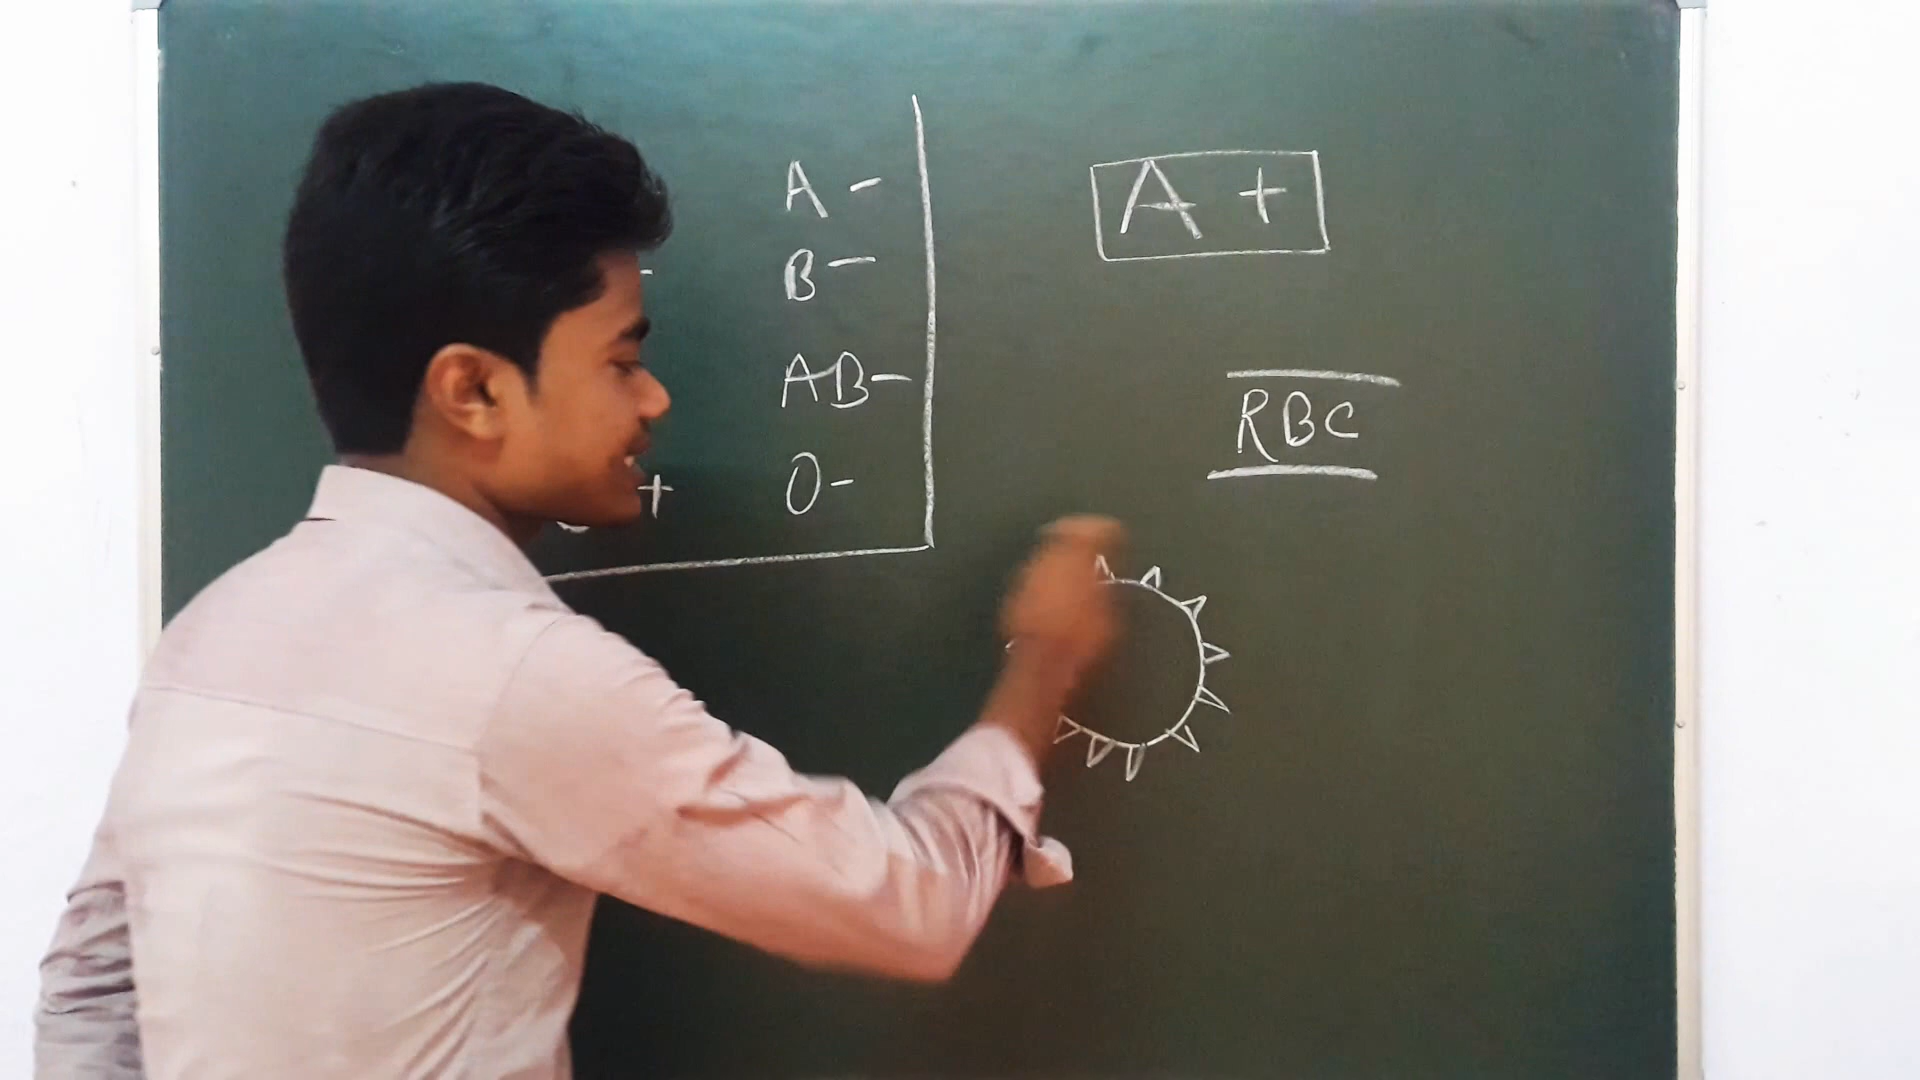 A -
B -
AB -
+
O -
A +
RBC